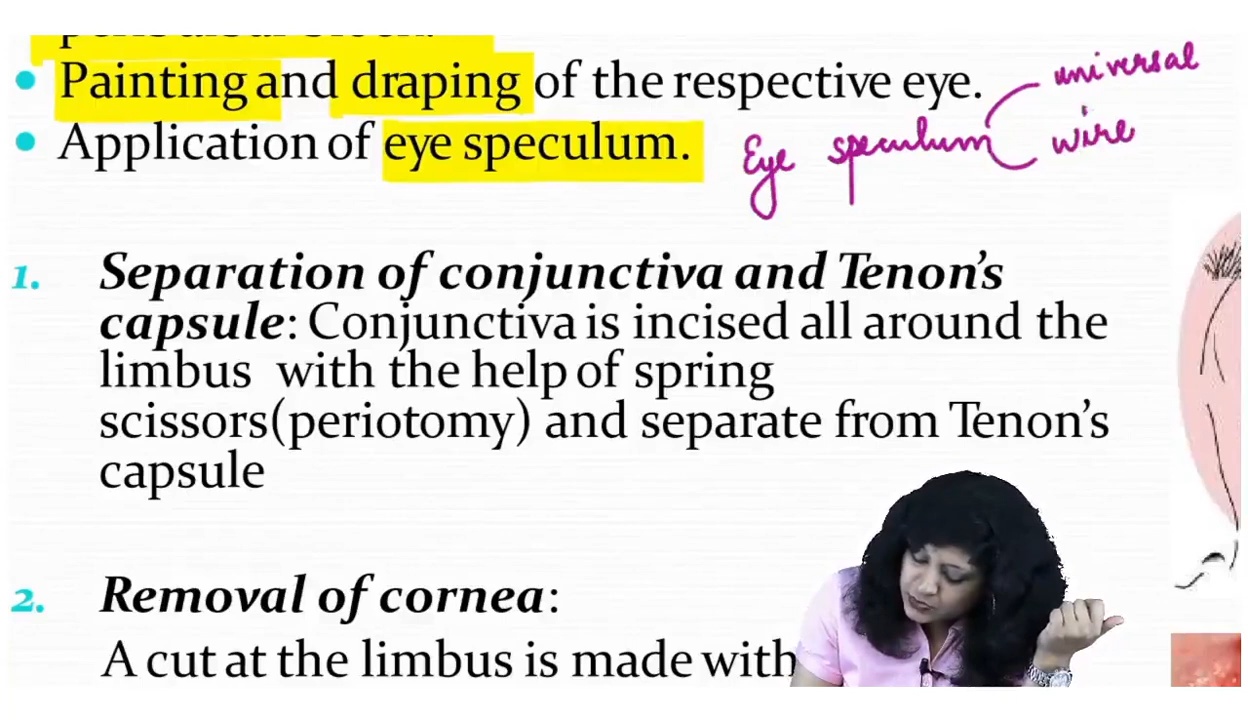 • Painting and draping of the respective eye.
universal
• Application of eye speculum.
Eye speculum
wire
1. Separation of conjunctiva and Tenon's
capsule: Conjunctiva is incised all around the
limbus with the help of spring
scissors(periotomy) and separate from Tenon's
capsule
2. Removal of cornea:
A cut at the limbus is made with